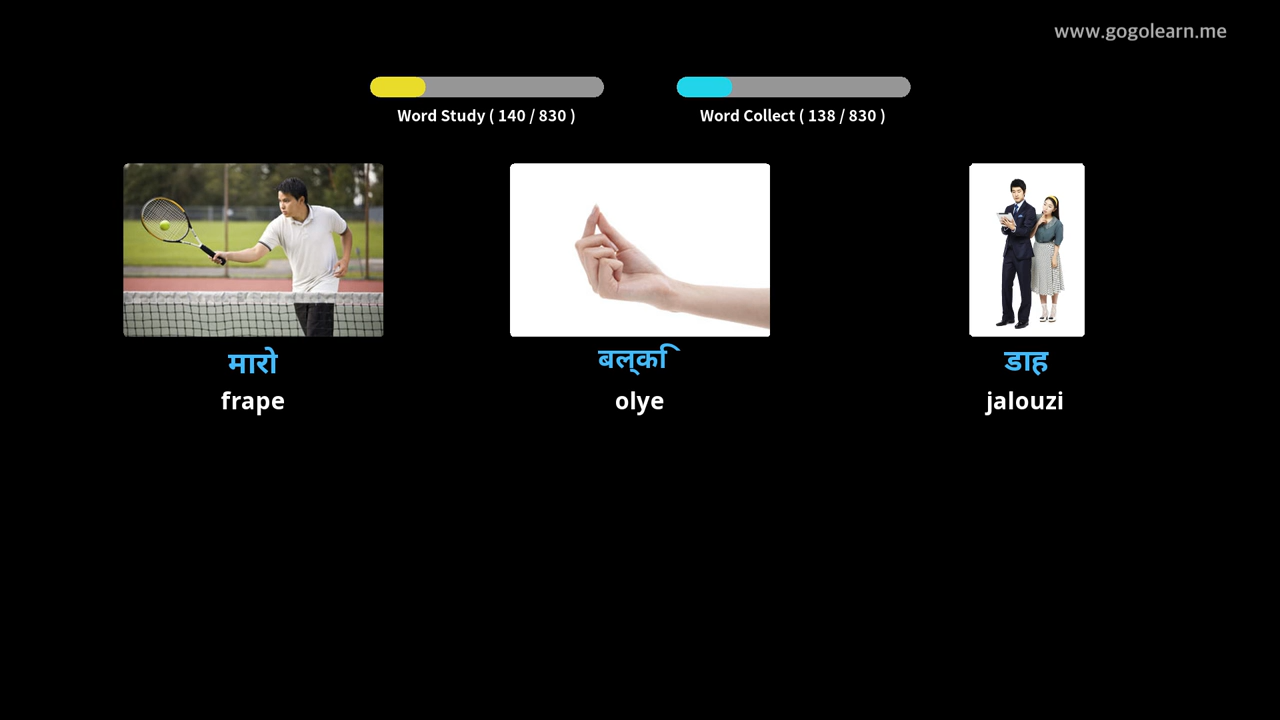 www.gogolearn.me
Word Study ( 140 / 830 )
Word Collect ( 138 / 830 )
मारो
बल्कि
डाह
frape
olye
jalouzi